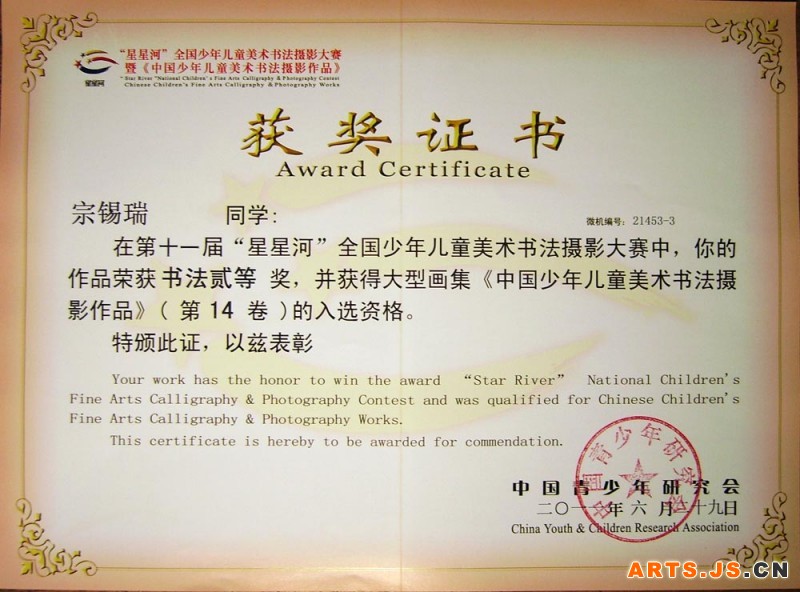 “星星河”全国少年儿童美术书法摄影大赛
暨《中国少年儿童美术书法摄影作品》
“Star River”National Children's Fine Arts Calligraphy & Photography Contest
Chinese Children's Fine Arts Calligraphy & Photography Works
星星河
获奖证书
Award Certificate
宗锡瑞 同学:
微机编号: 21453-3
在第十一届“星星河”全国少年儿童美术书法摄影大赛中，你的
作品荣获 书法贰等 奖，并获得大型画集《中国少年儿童美术书法摄
影作品》( 第 14 卷 )的入选资格。
特颁此证，以兹表彰
Your work has the honor to win the award “Star River” National Children's
Fine Arts Calligraphy & Photography Contest and was qualified for Chinese Children's
Fine Arts Calligraphy & Photography Works.
This certificate is hereby to be awarded for commendation.
中国青少年研究会
二〇一一年六月二十九日
China Youth & Children Research Association
中国青少年研究会
ARTS.JS.CN